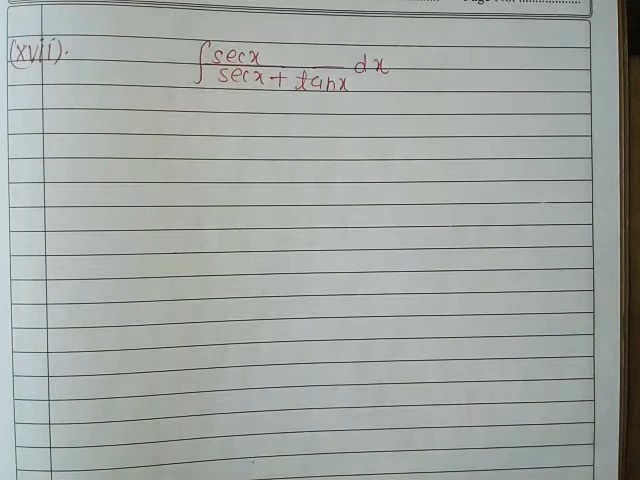 (xvii). ∫ secx / secx + tanx dx